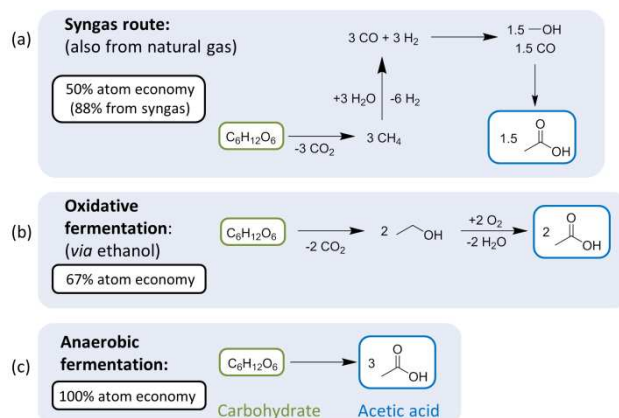 (a)
Syngas route:
(also from natural gas)
50% atom economy
(88% from syngas)
3 CO + 3 H₂
1.5 —OH
1.5 CO
+3 H₂O -6 H₂
C₆H₁₂O₆
-3 CO₂
3 CH₄
1.5
O
OH
(b)
Oxidative
fermentation:
(via ethanol)
67% atom economy
C₆H₁₂O₆
-2 CO₂
2
OH
+2 O₂
-2 H₂O
2
O
OH
(c)
Anaerobic
fermentation:
100% atom economy
C₆H₁₂O₆
3
O
OH
Carbohydrate
Acetic acid